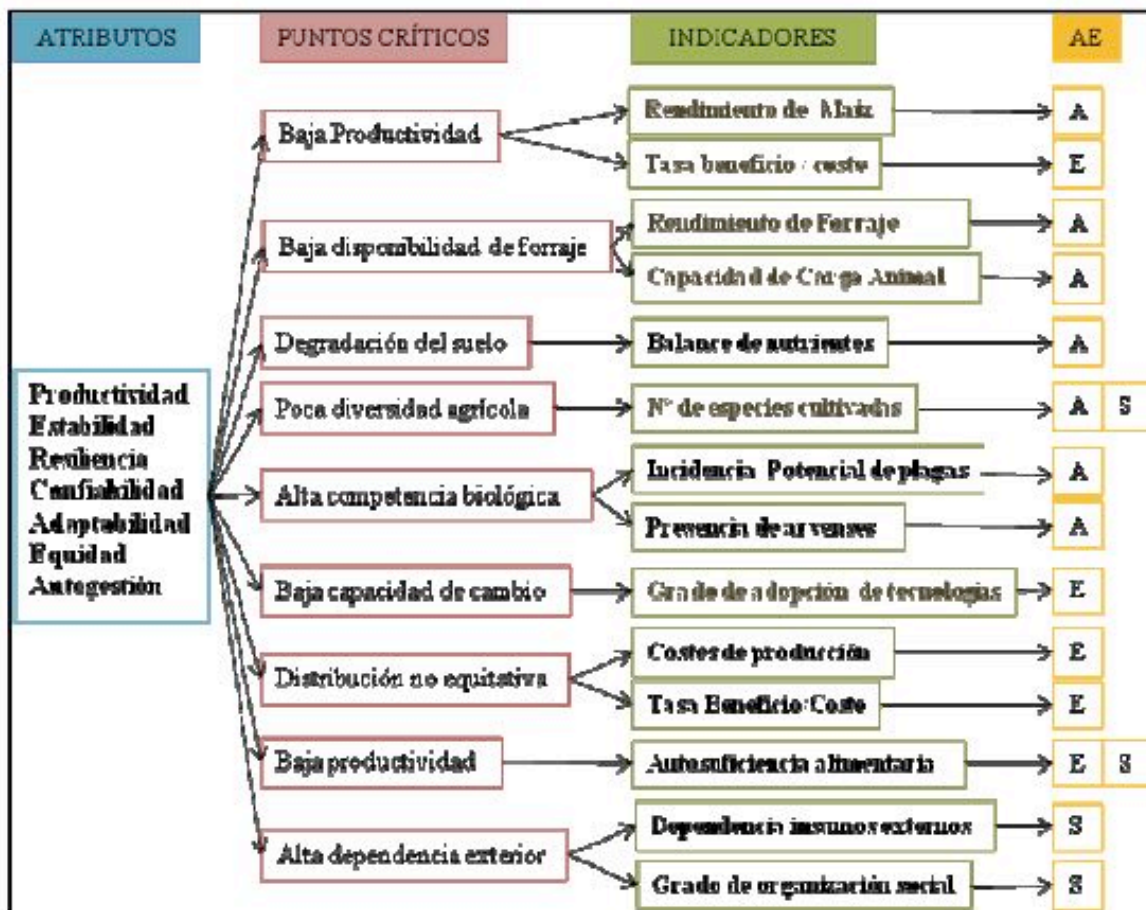 ATRIBUTOS
PUNTOS CRÍTICOS
INDICADORES
AE
Productividad
Estabilidad
Resiliencia
Confiabilidad
Adaptabilidad
Equidad
Autogestión
Baja Productividad
Rendimiento de Maiz
A
Tasa beneficio / costo
E
Baja disponibilidad de forraje
Rendimiento de Forraje
A
Capacidad de Carga Animal
A
Degradación del suelo
Balance de nutrientes
A
Poca diversidad agrícola
N° de especies cultivadas
A S
Alta competencia biológica
Incidencia Potencial de plagas
A
Presencia de arvenses
A
Baja capacidad de cambio
Grado de adopción de tecnologías
E
Distribución no equitativa
Costes de producción
E
Tasa Beneficio/Costo
E
Baja productividad
Autosuficiencia alimentaria
E S
Alta dependencia exterior
Dependencia insumos externos
S
Grado de organización social
S